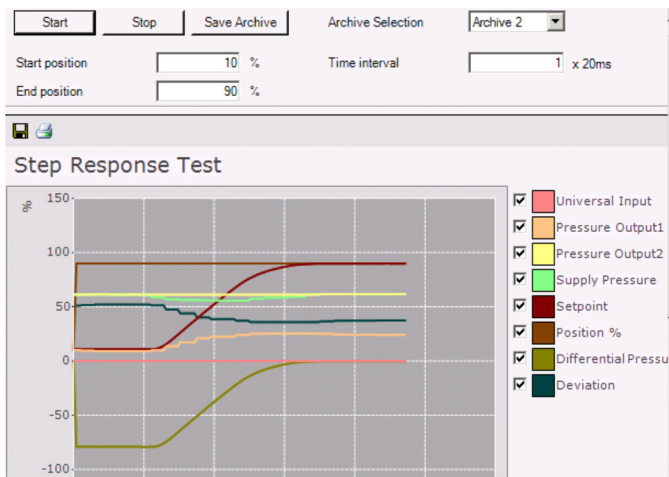 Start Stop Save Archive Archive Selection Archive 2
Start position 10 % Time interval 1 x 20ms
End position 90 %
Step Response Test
%
150
100
50
0
-50
-100
Universal Input
Pressure Output1
Pressure Output2
Supply Pressure
Setpoint
Position %
Differential Pressu
Deviation